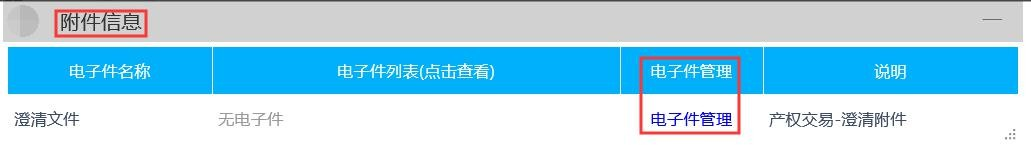 附件信息
电子件名称 电子件列表(点击查看) 电子件管理 说明
澄清文件 无电子件 电子件管理 产权交易-澄清附件